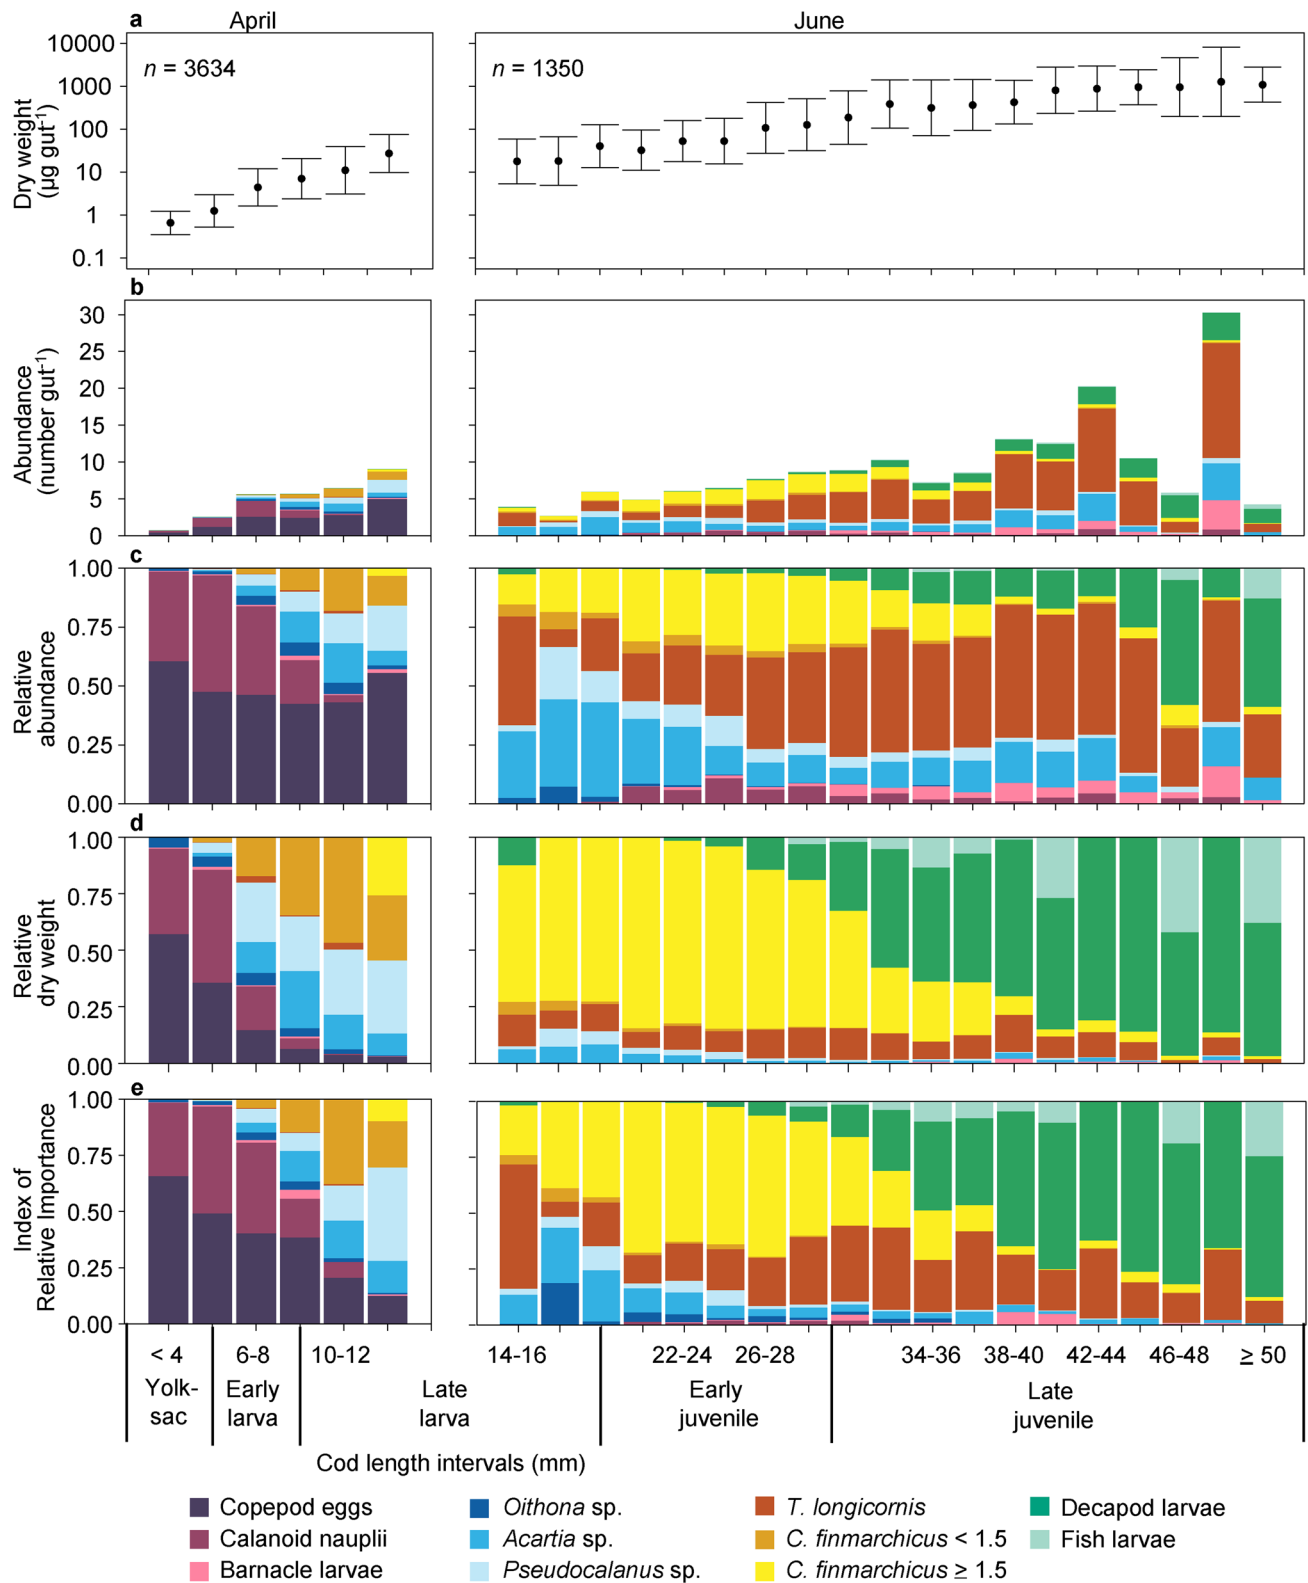 a
April
June
Dry weight
(µg gut⁻¹)
10000
1000
100
10
1
0.1
n = 3634
n = 1350
b
Abundance
(number gut⁻¹)
30
25
20
15
10
5
0
c
Relative
abundance
1.00
0.75
0.50
0.25
0.00
d
Relative
dry weight
1.00
0.75
0.50
0.25
0.00
e
Index of
Relative Importance
1.00
0.75
0.50
0.25
0.00
< 4 6-8 10-12 14-16 22-24 26-28 34-36 38-40 42-44 46-48 ≥ 50
Yolk-
sac
Early
larva
Late
larva
Early
juvenile
Late
juvenile
Cod length intervals (mm)
Copepod eggs
Calanoid nauplii
Barnacle larvae
Oithona sp.
Acartia sp.
Pseudocalanus sp.
T. longicornis
C. finmarchicus < 1.5
C. finmarchicus ≥ 1.5
Decapod larvae
Fish larvae